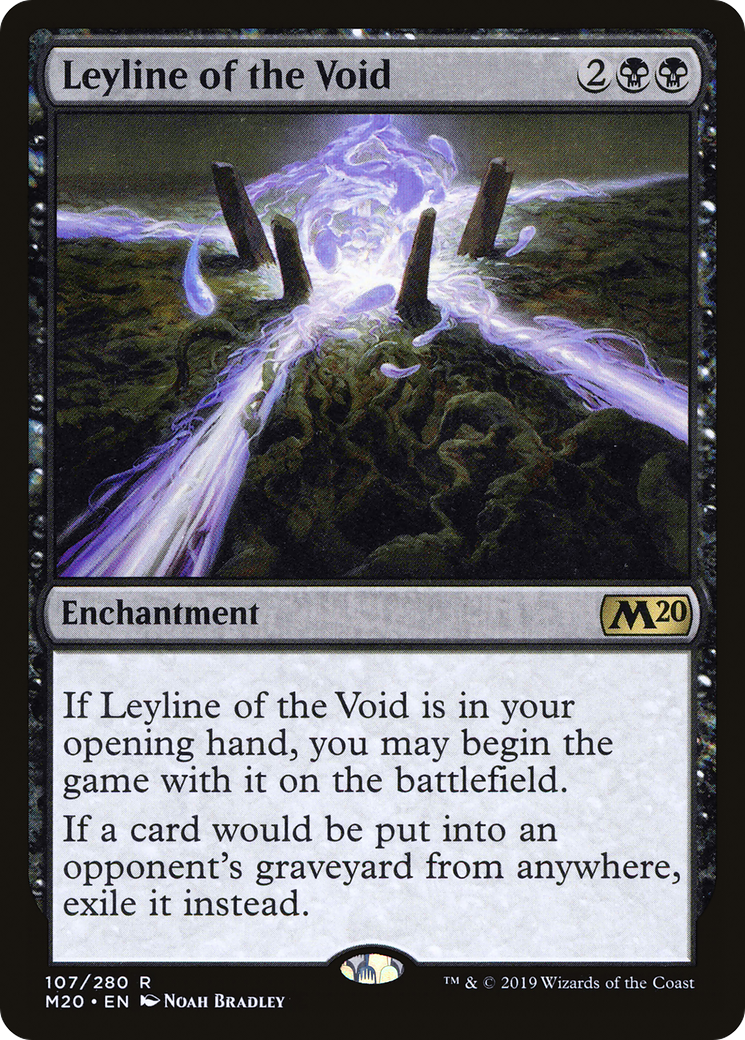 Leyline of the Void 2
Enchantment M20
If Leyline of the Void is in your
opening hand, you may begin the
game with it on the battlefield.
If a card would be put into an
opponent's graveyard from anywhere,
exile it instead.
107/280 R ™ & © 2019 Wizards of the Coast
M20 • EN NOAH BRADLEY